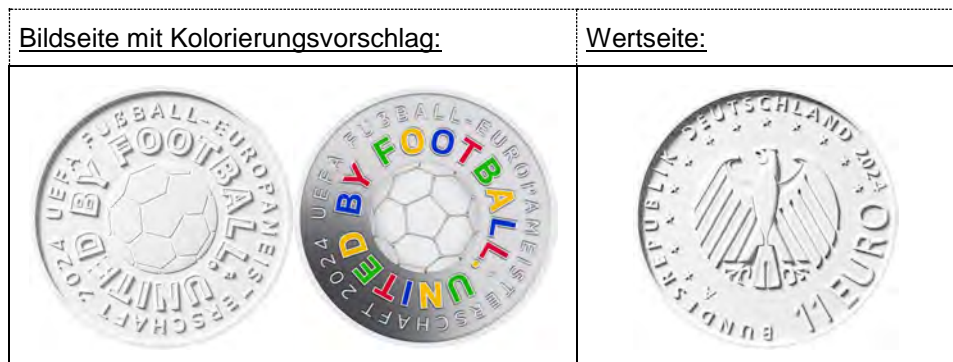 Bildseite mit Kolorierungsvorschlag:
Wertseite:
UEFA FUẞBALL-EUROPAMEISTERSCHAFT 2024
UNITED BY FOOTBALL.
UEFA FUẞBALL-EUROPAMEISTERSCHAFT 2024
UNITED BY FOOTBALL.
BUNDESREPUBLIK DEUTSCHLAND 2024
11 EURO
A